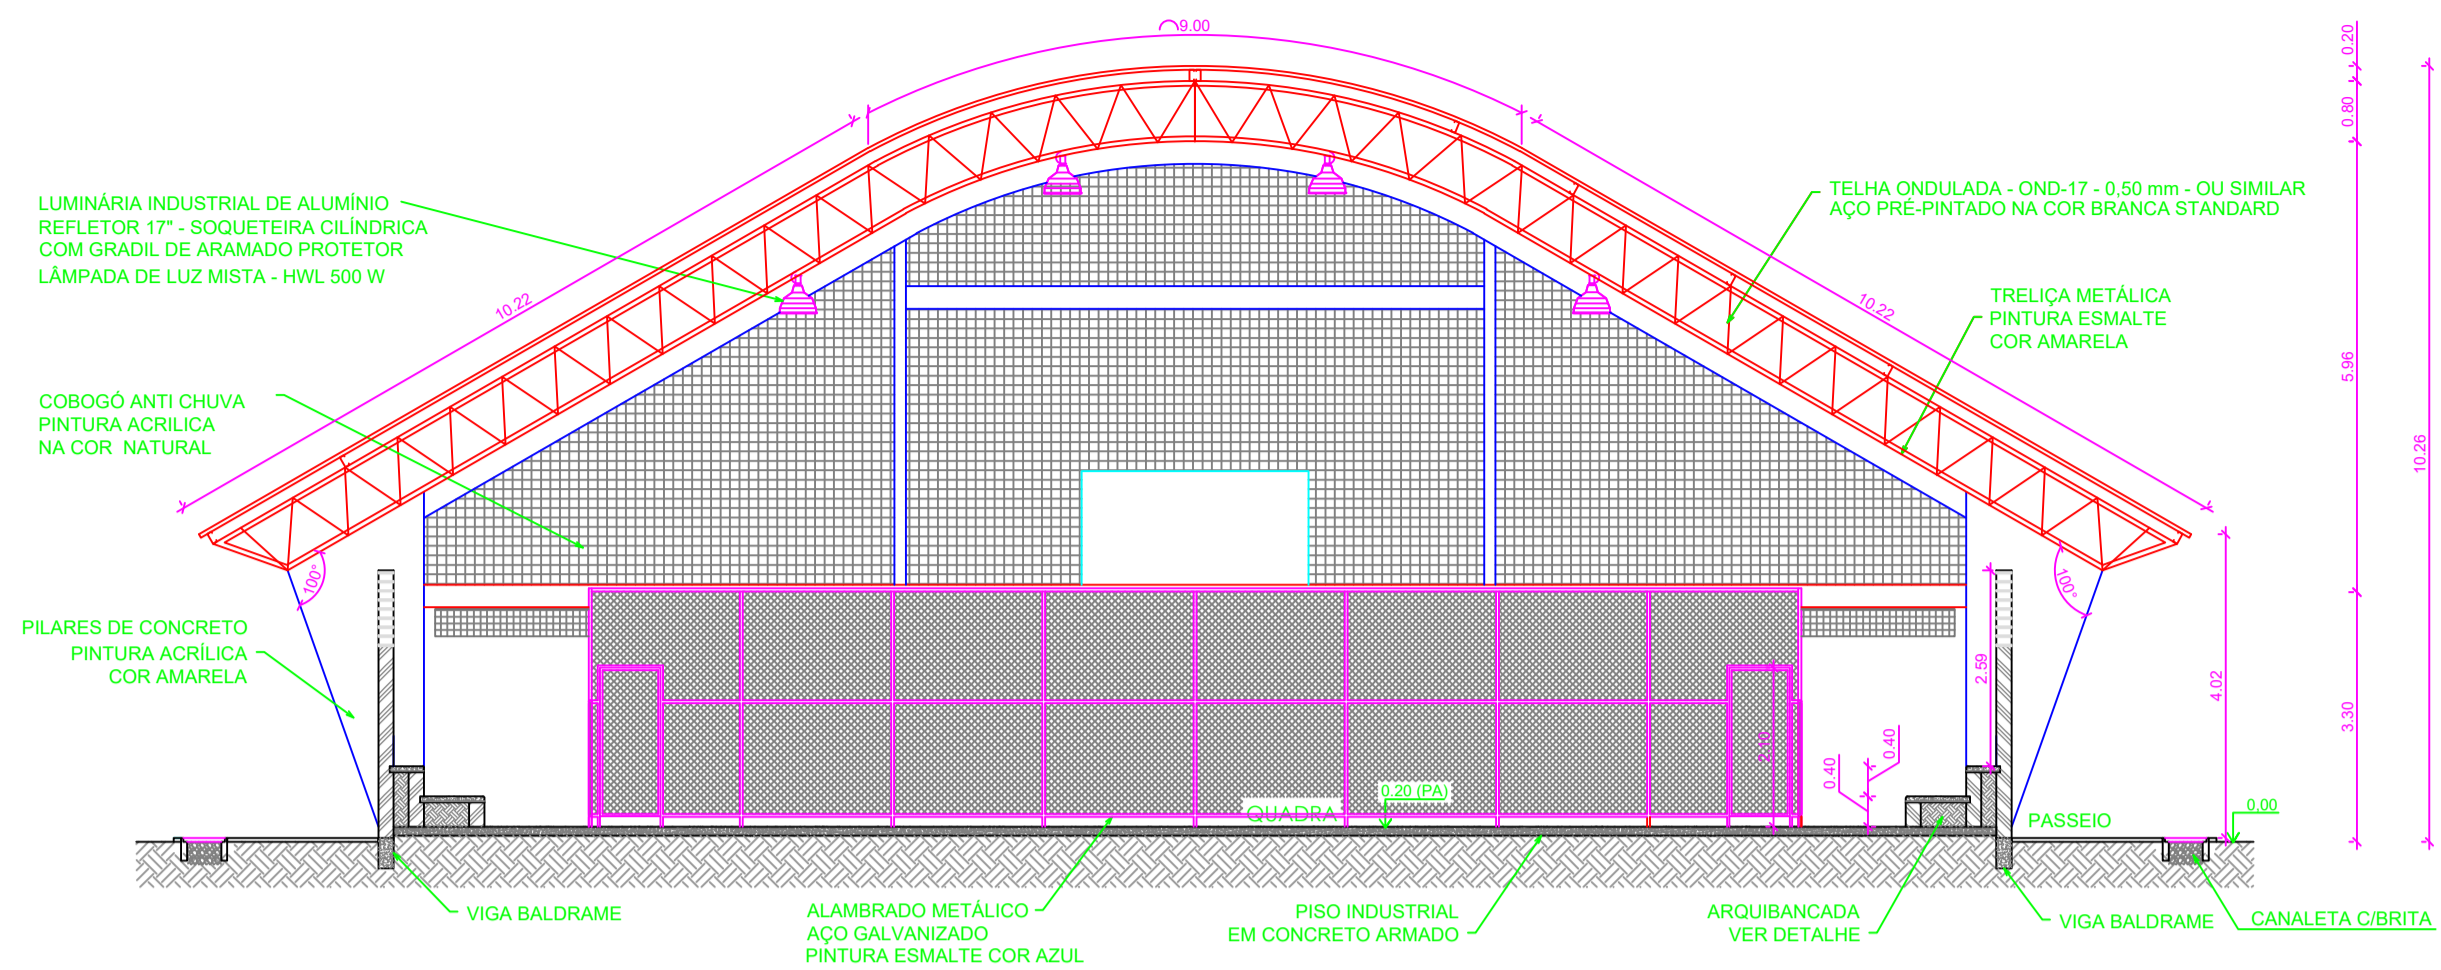 9.00
0.20
0.80
LUMINÁRIA INDUSTRIAL DE ALUMÍNIO
REFLETOR 17" - SOQUETEIRA CILÍNDRICA
COM GRADIL DE ARAMADO PROTETOR
LÂMPADA DE LUZ MISTA - HWL 500 W
TELHA ONDULADA - OND-17 - 0,50 mm - OU SIMILAR
AÇO PRÉ-PINTADO NA COR BRANCA STANDARD
10.22
10.22
TRELIÇA METÁLICA
PINTURA ESMALTE
COR AMARELA
5.96
10.26
COBOGÓ ANTI CHUVA
PINTURA ACRILICA
NA COR NATURAL
100°
100°
PILARES DE CONCRETO
PINTURA ACRÍLICA
COR AMARELA
2.59
4.02
3.30
2.10
0.40
0.40
0.20 (PA)
QUADRA
PASSEIO
0.00
VIGA BALDRAME
ALAMBRADO METÁLICO
AÇO GALVANIZADO
PINTURA ESMALTE COR AZUL
PISO INDUSTRIAL
EM CONCRETO ARMADO
ARQUIBANCADA
VER DETALHE
VIGA BALDRAME
CANALETA C/BRITA